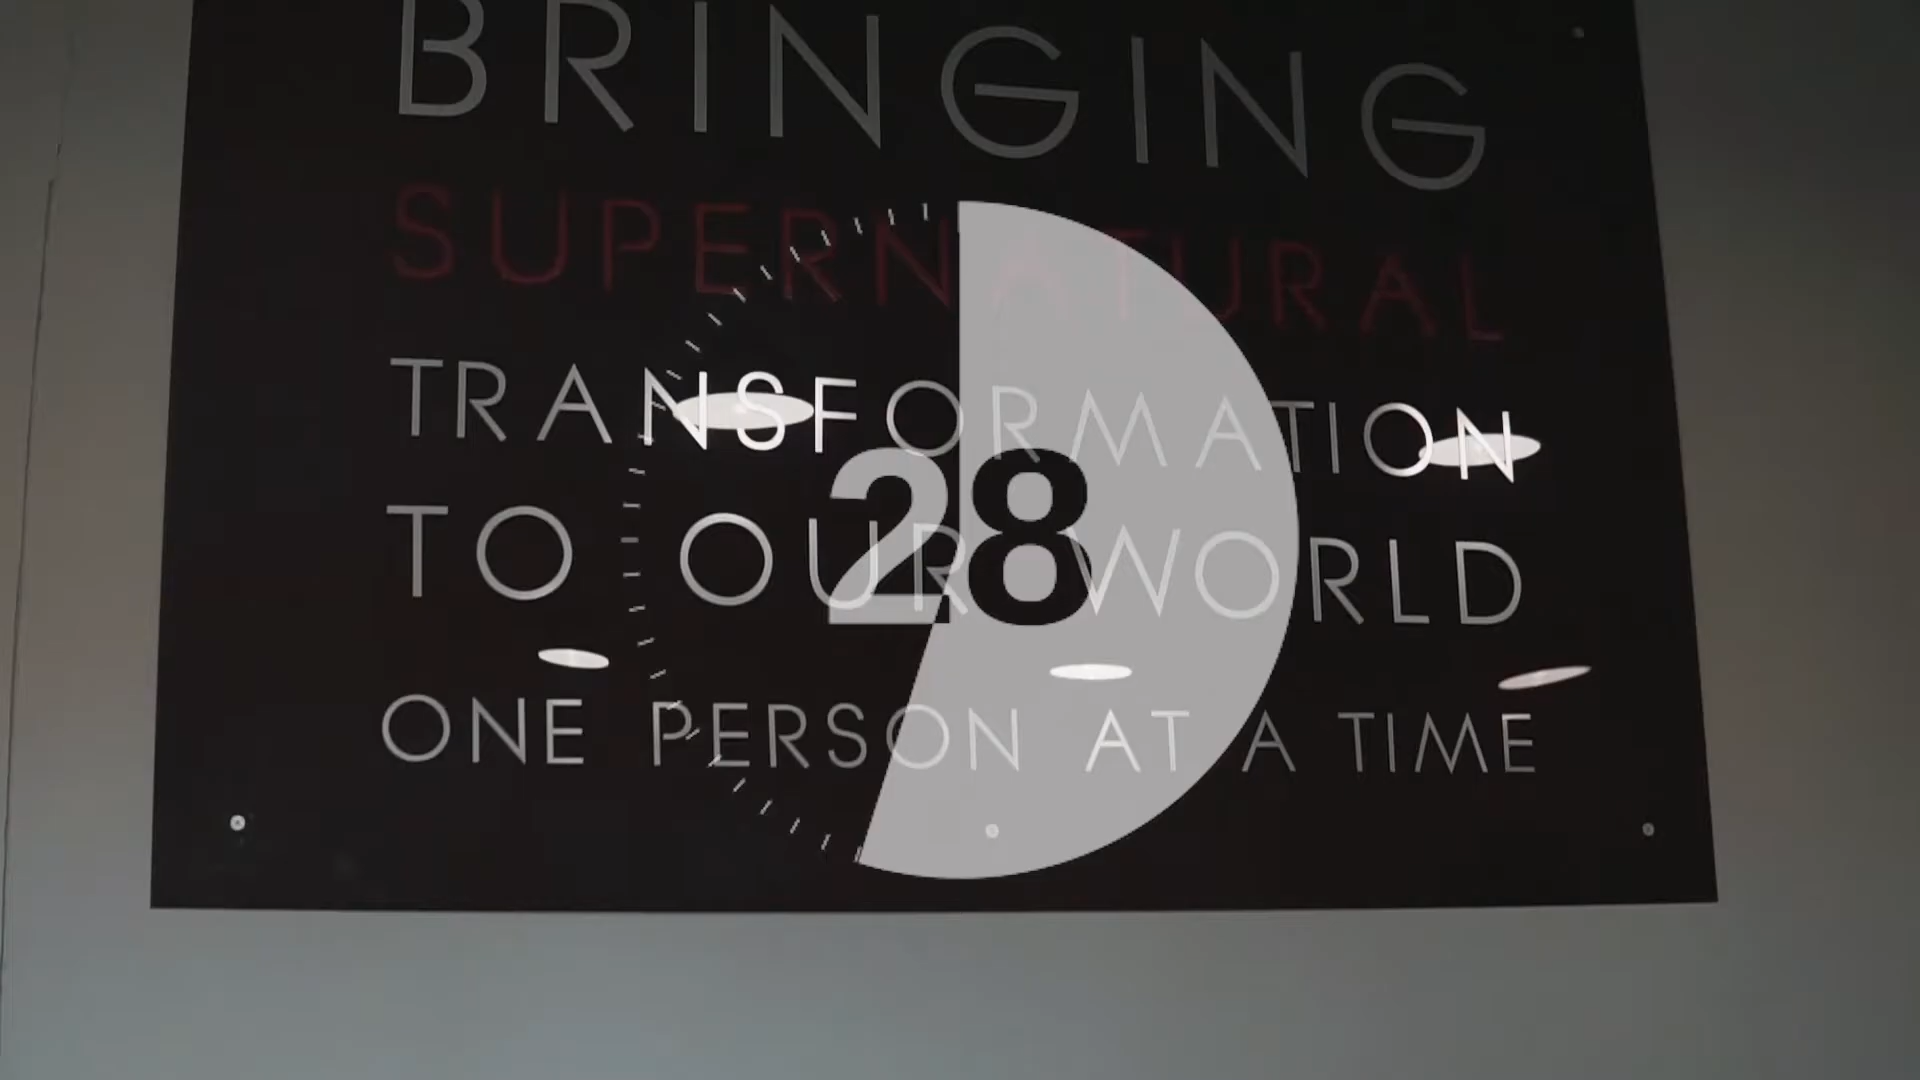 BRINGING
SUPERNATURAL
TRANSFORMATION
TO OUR WORLD
28
ONE PERSON AT A TIME